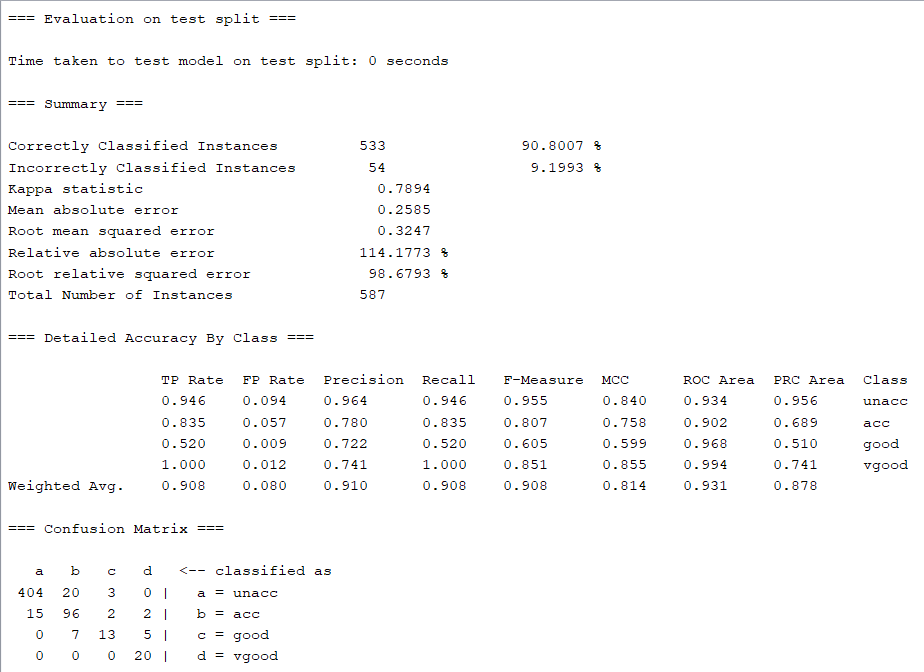 === Evaluation on test split ===
Time taken to test model on test split: 0 seconds
=== Summary ===
Correctly Classified Instances         533               90.8007 %
Incorrectly Classified Instances        54                9.1993 %
Kappa statistic                          0.7894
Mean absolute error                      0.2585
Root mean squared error                  0.3247
Relative absolute error                114.1773 %
Root relative squared error             98.6793 %
Total Number of Instances              587
=== Detailed Accuracy By Class ===
                 TP Rate  FP Rate  Precision  Recall   F-Measure  MCC      ROC Area  PRC Area  Class
                 0.946    0.094    0.964      0.946    0.955      0.840    0.934     0.956     unacc
                 0.835    0.057    0.780      0.835    0.807      0.758    0.902     0.689     acc
                 0.520    0.009    0.722      0.520    0.605      0.599    0.968     0.510     good
                 1.000    0.012    0.741      1.000    0.851      0.855    0.994     0.741     vgood
Weighted Avg.    0.908    0.080    0.910      0.908    0.908      0.814    0.931     0.878
=== Confusion Matrix ===
   a   b   c   d   <-- classified as
 404  20   3   0 |   a = unacc
  15  96   2   2 |   b = acc
   0   7  13   5 |   c = good
   0   0   0  20 |   d = vgood